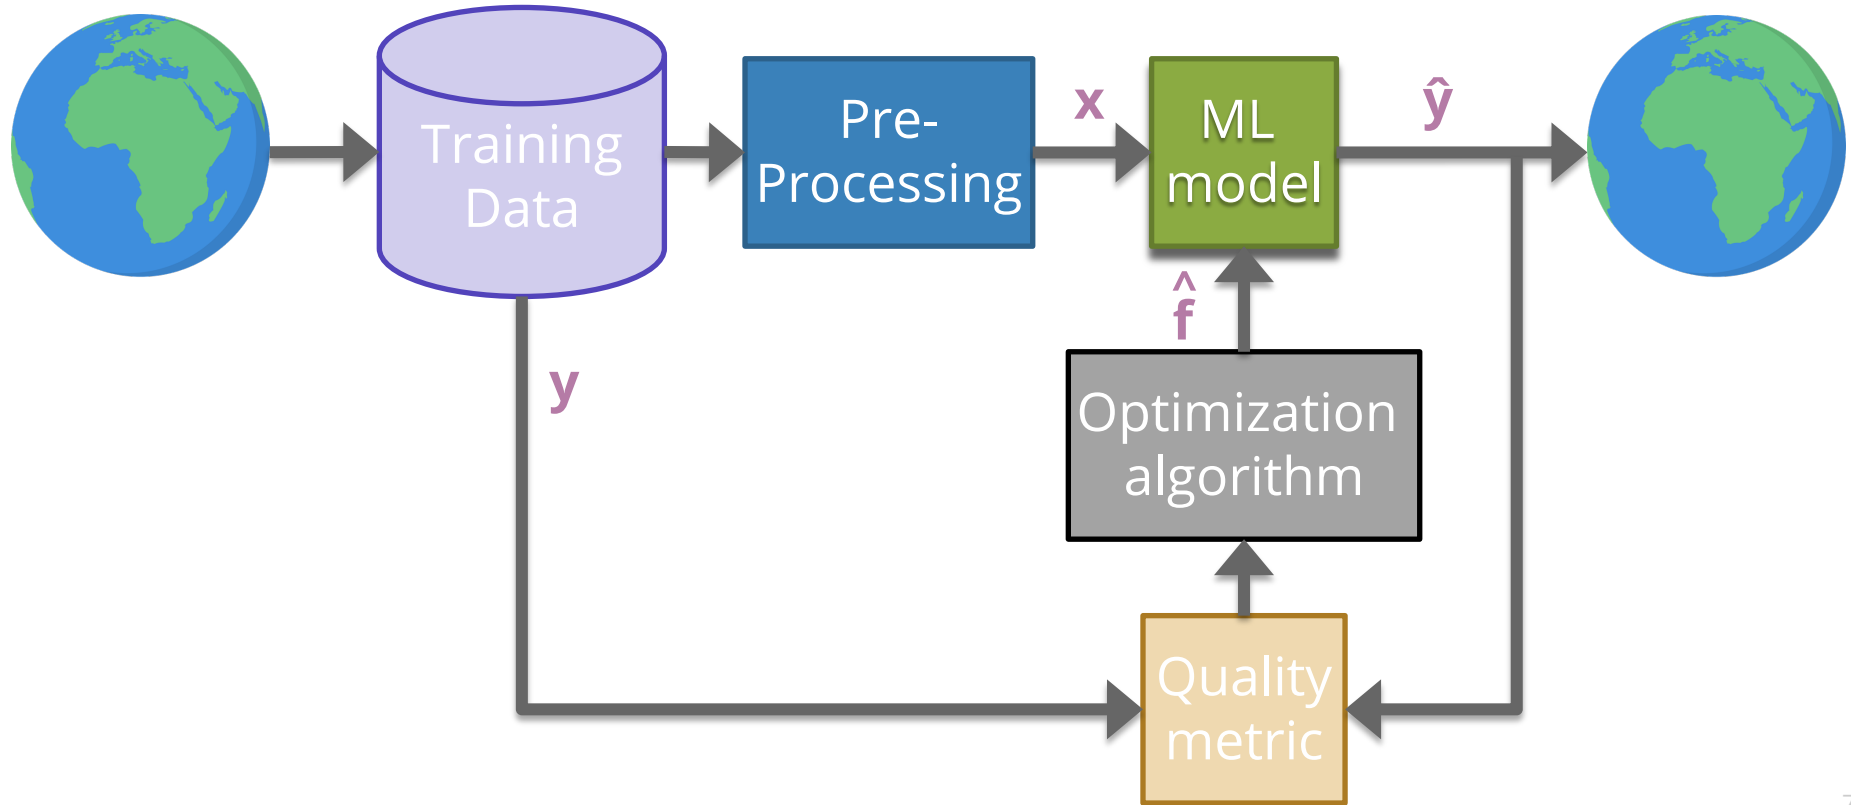 Training
Data
Pre-
Processing
x
ML
model
ŷ
f̂
y
Optimization
algorithm
Quality
metric